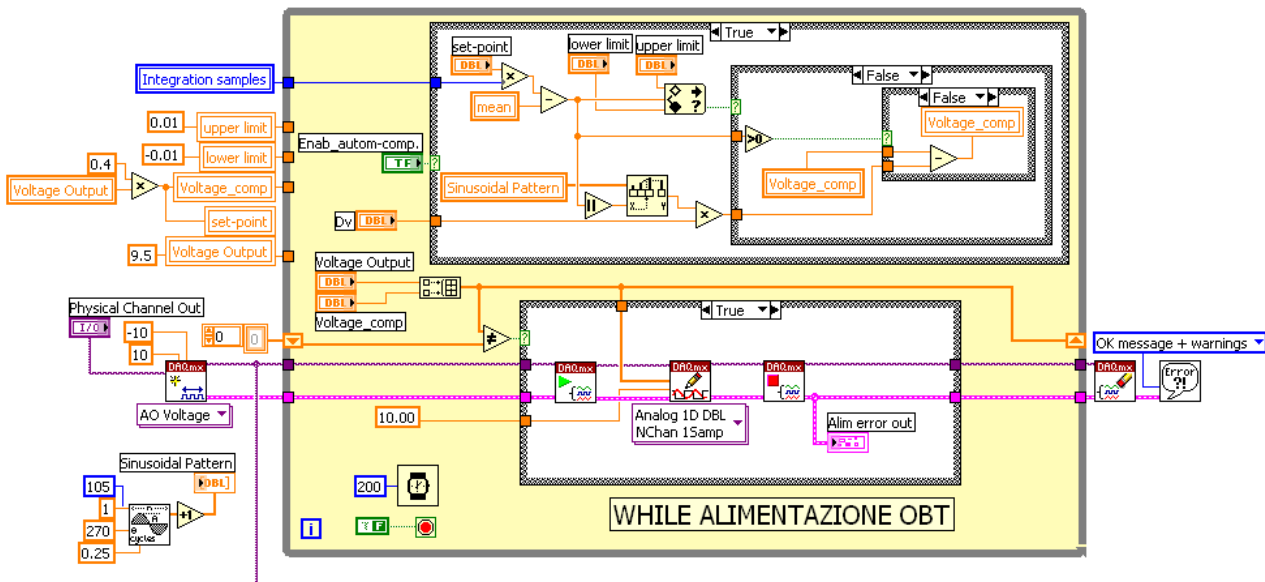 True
set-point
lower limit
upper limit
DBL
DBL
DBL
Integration samples
mean
False
False
Voltage_comp
?
?
>0
0.01
upper limit
Enab_autom-comp.
TF
?
-0.01
lower limit
0.4
Voltage Output
Voltage_comp
Sinusoidal Pattern
X
Y
Voltage_comp
set-point
Dv
DBL
9.5
Voltage Output
Voltage Output
DBL
DBL
Voltage_comp
True
?
Physical Channel Out
I/O
-10
10
0
0
OK message + warnings
DAQmx
DAQmx
DAQmx
DAQmx
DAQmx
Error
?!
AO Voltage
10.00
Analog 1D DBL
NChan 1Samp
Alim error out
Sinusoidal Pattern
DBL
105
1
270
0.25
+1
cycles
200
i
TF
WHILE ALIMENTAZIONE OBT